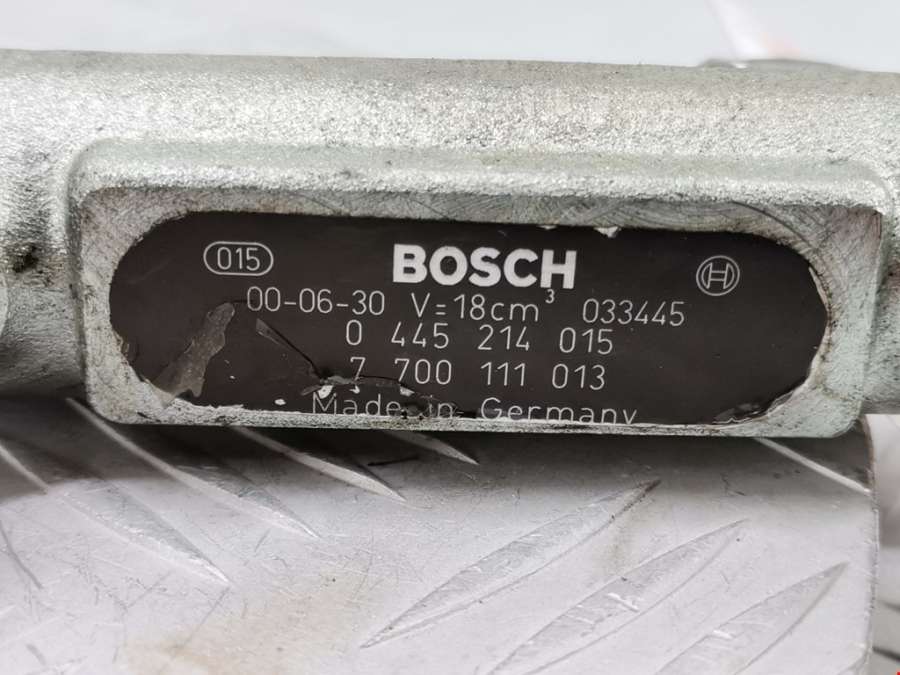 015
BOSCH
00-06-30 V=18cm³ 033445
0 445 214 015
7 700 111 013
Made in Germany